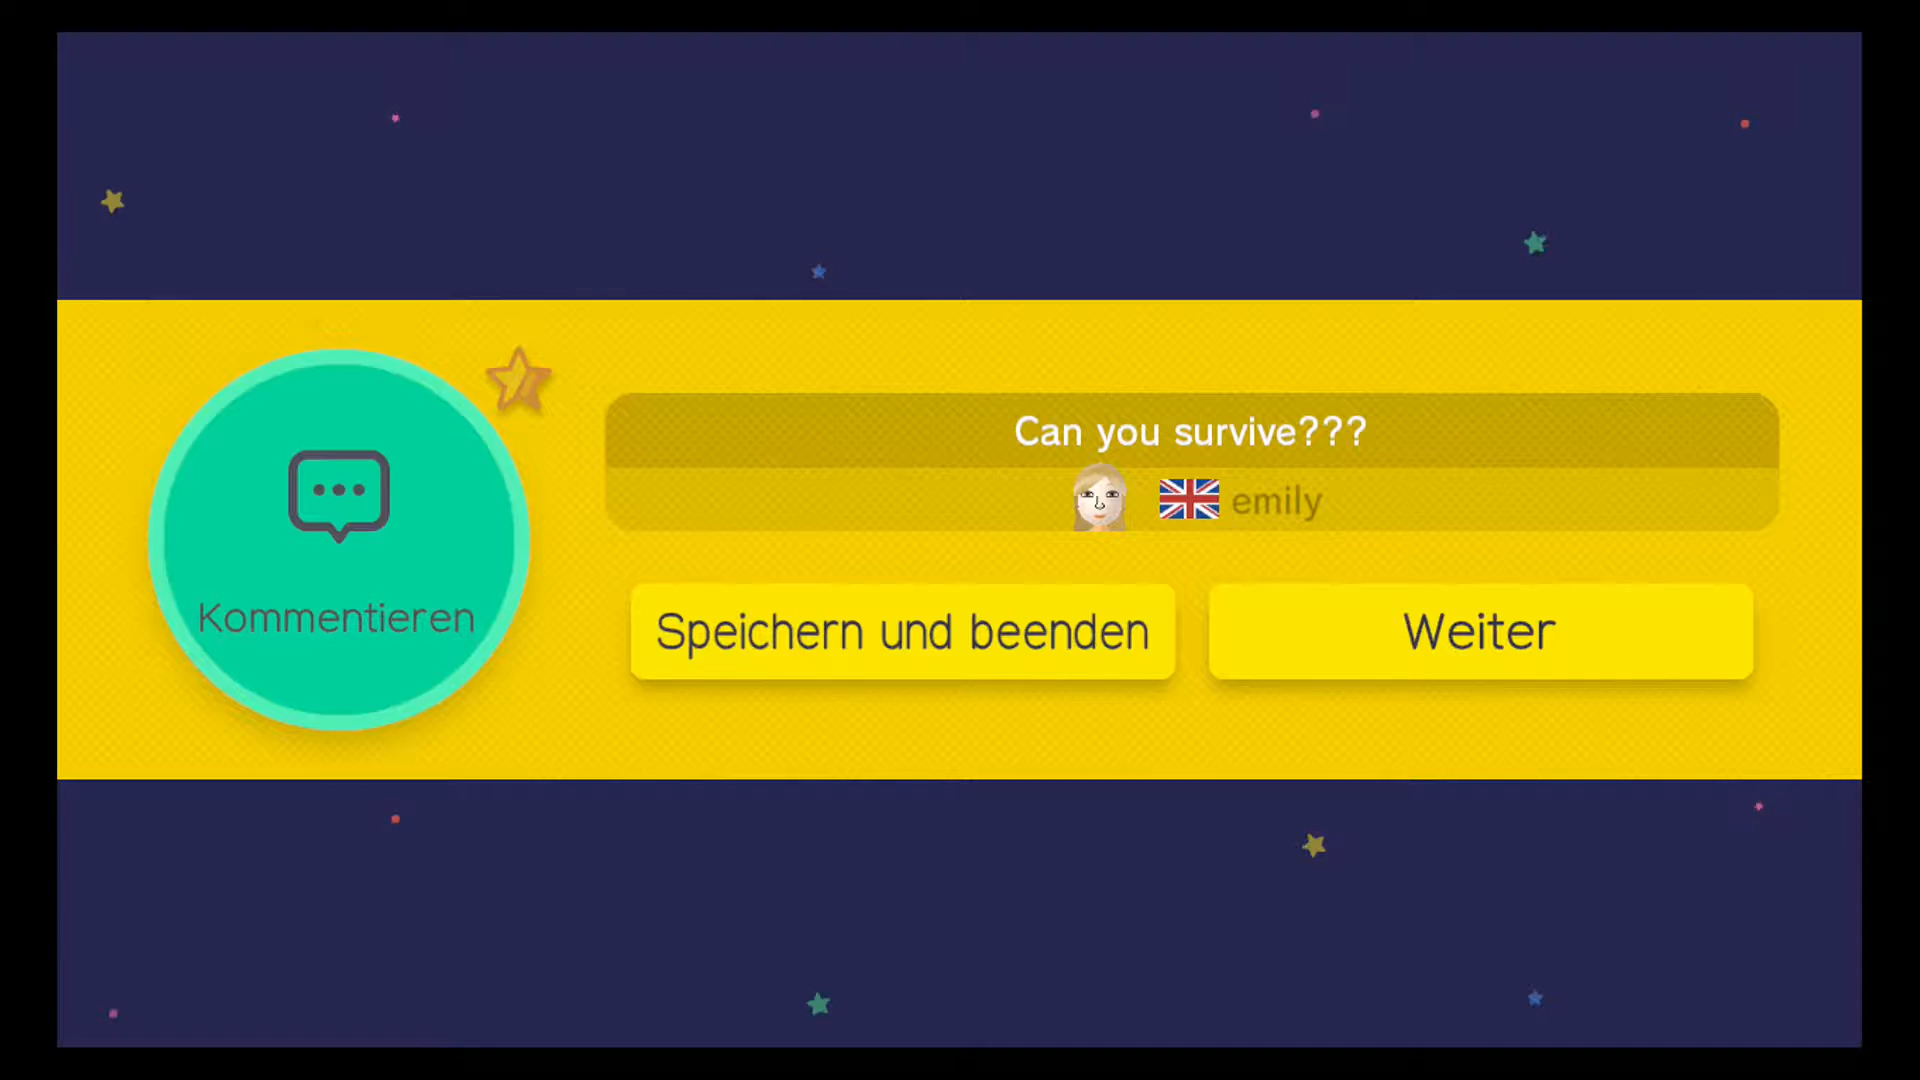 Can you survive???
emily
Kommentieren
Speichern und beenden
Weiter